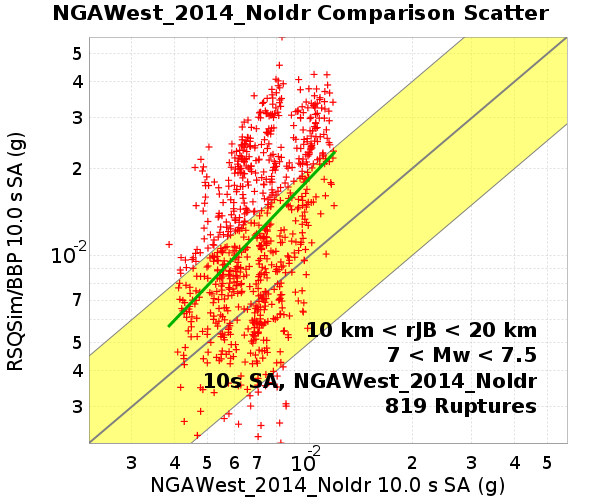 NGAWest_2014_NoIdr Comparison Scatter
RSQSim/BBP 10.0 s SA (g)
5
4
3
2
10-2
7
5
4
3
10 km < rJB < 20 km
7 < Mw < 7.5
10s SA, NGAWest_2014_NoIdr
819 Ruptures
3 4 5 6 7 10-2 2 3 4 5
NGAWest_2014_NoIdr 10.0 s SA (g)